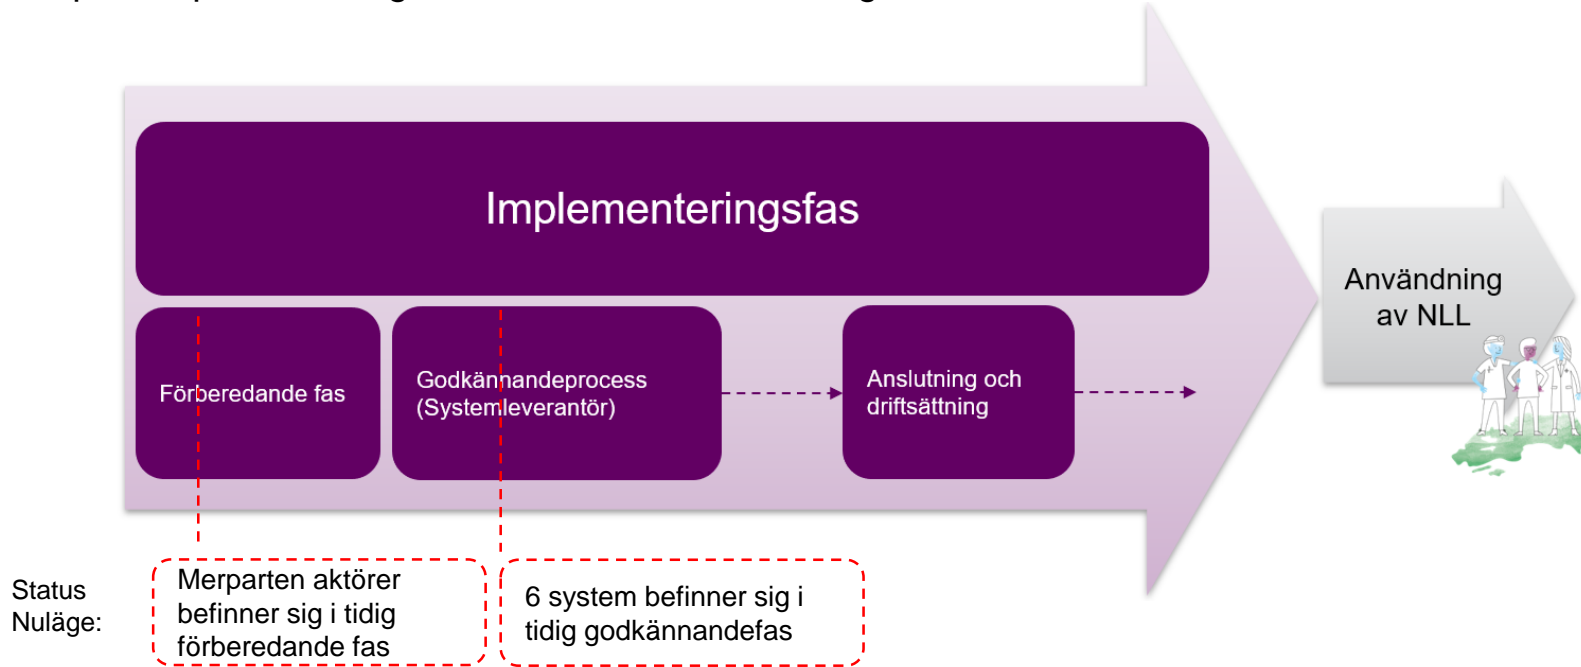 Implementeringsfas
Förberedande fas
Godkännandeprocess
(Systemleverantör)
Anslutning och
driftsättning
Användning
av NLL
Status
Nuläge:
Merparten aktörer
befinner sig i tidig
förberedande fas
6 system befinner sig i
tidig godkännandefas